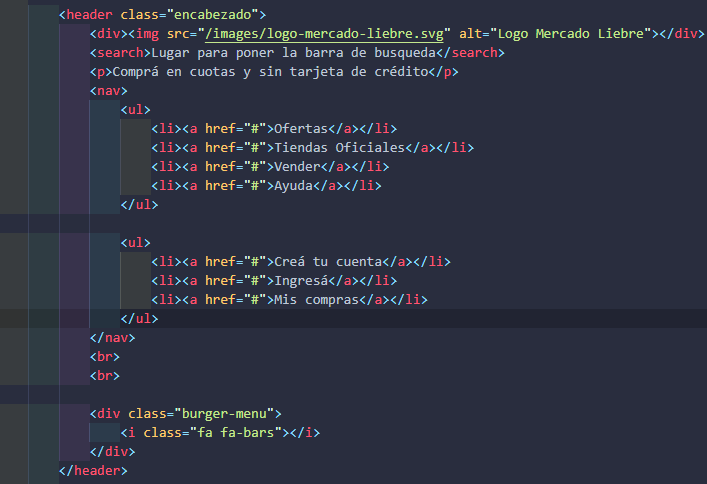 <header class="encabezado">
<div><img src="/images/logo-mercado-liebre.svg" alt="Logo Mercado Liebre"></div>
<search>Lugar para poner la barra de busqueda</search>
<p>Comprá en cuotas y sin tarjeta de crédito</p>
<nav>
<ul>
<li><a href="#">Ofertas</a></li>
<li><a href="#">Tiendas Oficiales</a></li>
<li><a href="#">Vender</a></li>
<li><a href="#">Ayuda</a></li>
</ul>
<ul>
<li><a href="#">Creá tu cuenta</a></li>
<li><a href="#">Ingresá</a></li>
<li><a href="#">Mis compras</a></li>
</ul>
</nav>
<br>
<br>
<div class="burger-menu">
<i class="fa fa-bars"></i>
</div>
</header>